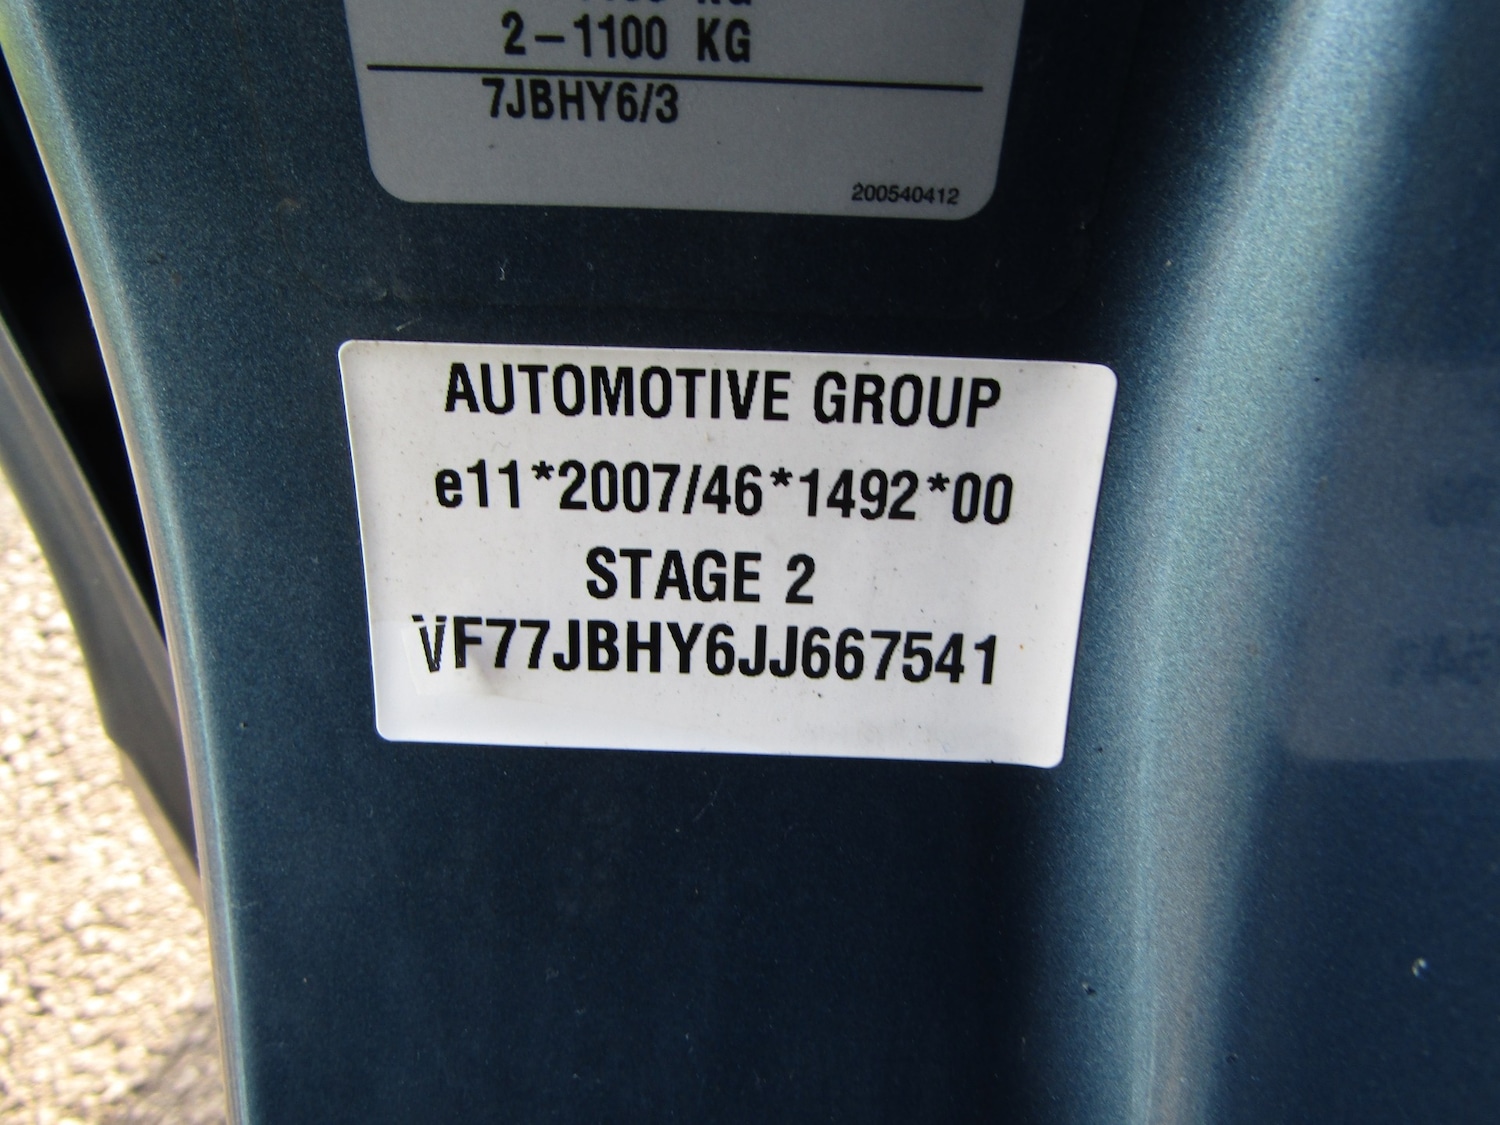 2-1100 KG
7JBHY6/3
200540412
AUTOMOTIVE GROUP
e11*2007/46*1492*00
STAGE 2
VF77JBHY6JJ667541